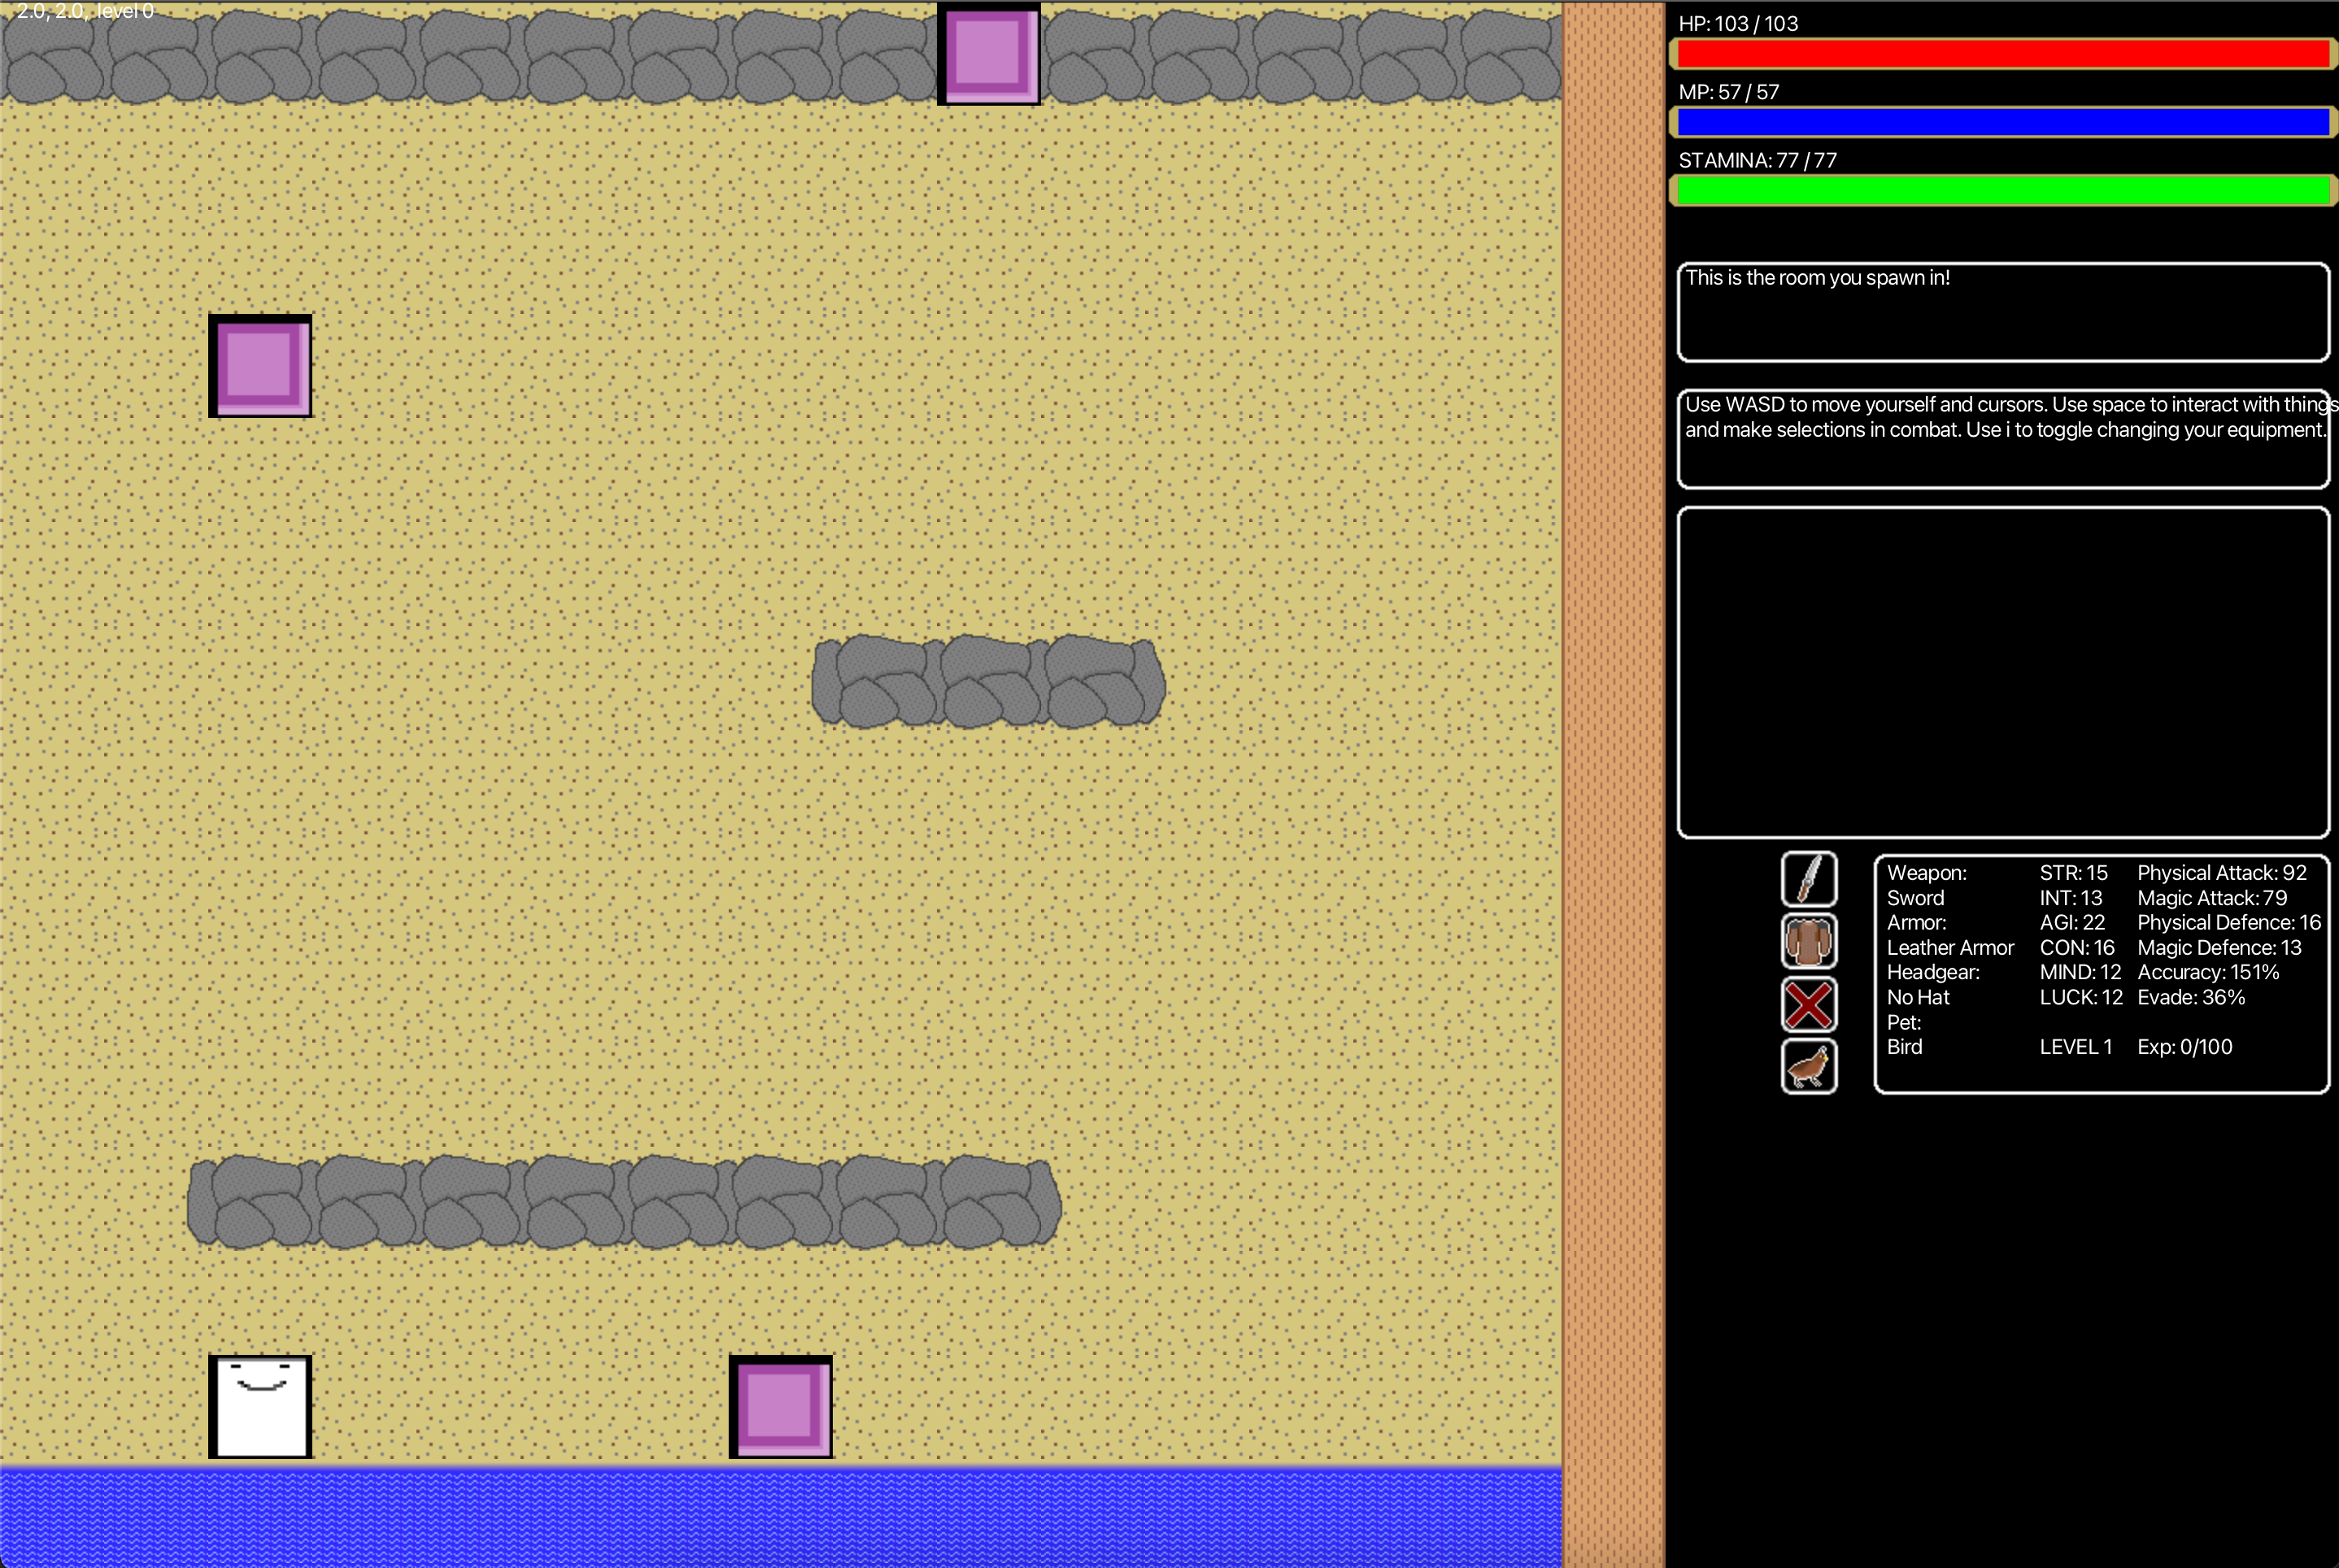 2.0, 2.0, level 0
HP: 103 / 103
MP: 57 / 57
STAMINA: 77 / 77
This is the room you spawn in!
Use WASD to move yourself and cursors. Use space to interact with things
and make selections in combat. Use i to toggle changing your equipment.
Weapon: STR: 15 Physical Attack: 92
Sword INT: 13 Magic Attack: 79
Armor: AGI: 22 Physical Defence: 16
Leather Armor CON: 16 Magic Defence: 13
Headgear: MIND: 12 Accuracy: 151%
No Hat LUCK: 12 Evade: 36%
Pet:
Bird LEVEL 1 Exp: 0/100